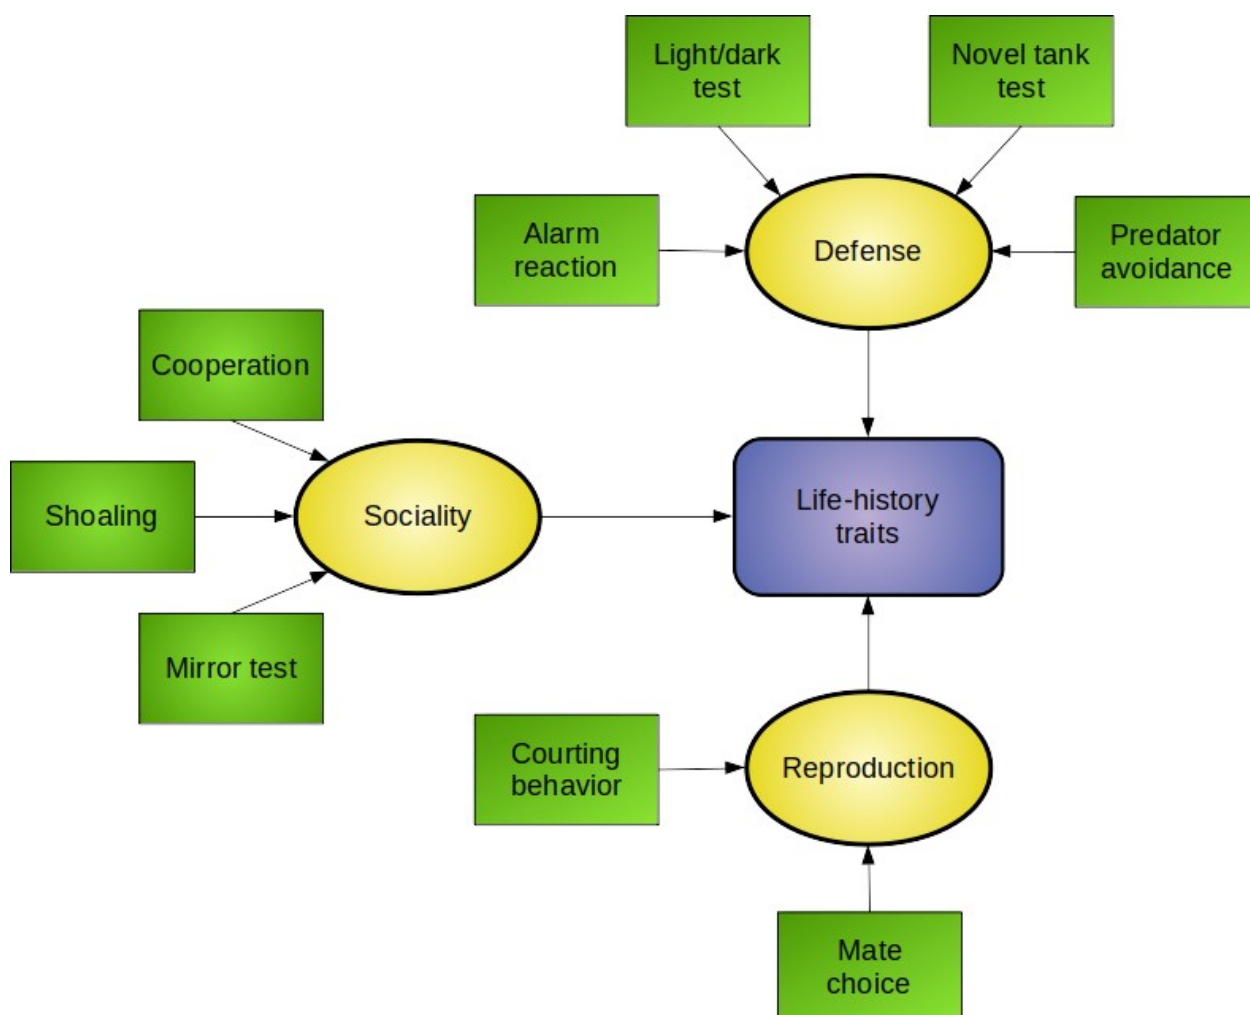 Light/dark
test
Novel tank
test
Alarm
reaction
Defense
Predator
avoidance
Cooperation
Shoaling
Sociality
Life-history
traits
Mirror test
Courting
behavior
Reproduction
Mate
choice